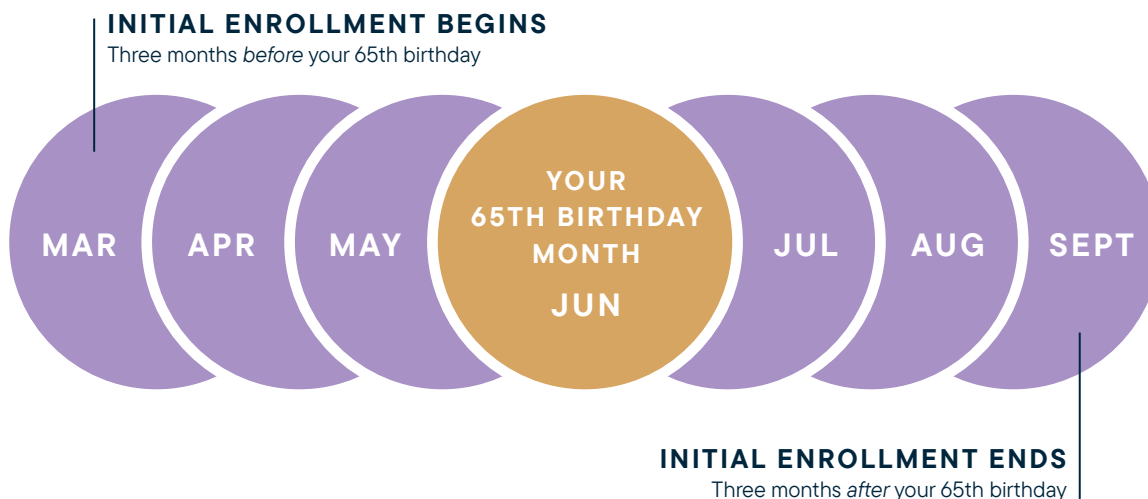 INITIAL ENROLLMENT BEGINS
Three months before your 65th birthday
MAR
APR
MAY
YOUR
65TH BIRTHDAY
MONTH
JUN
JUL
AUG
SEPT
INITIAL ENROLLMENT ENDS
Three months after your 65th birthday